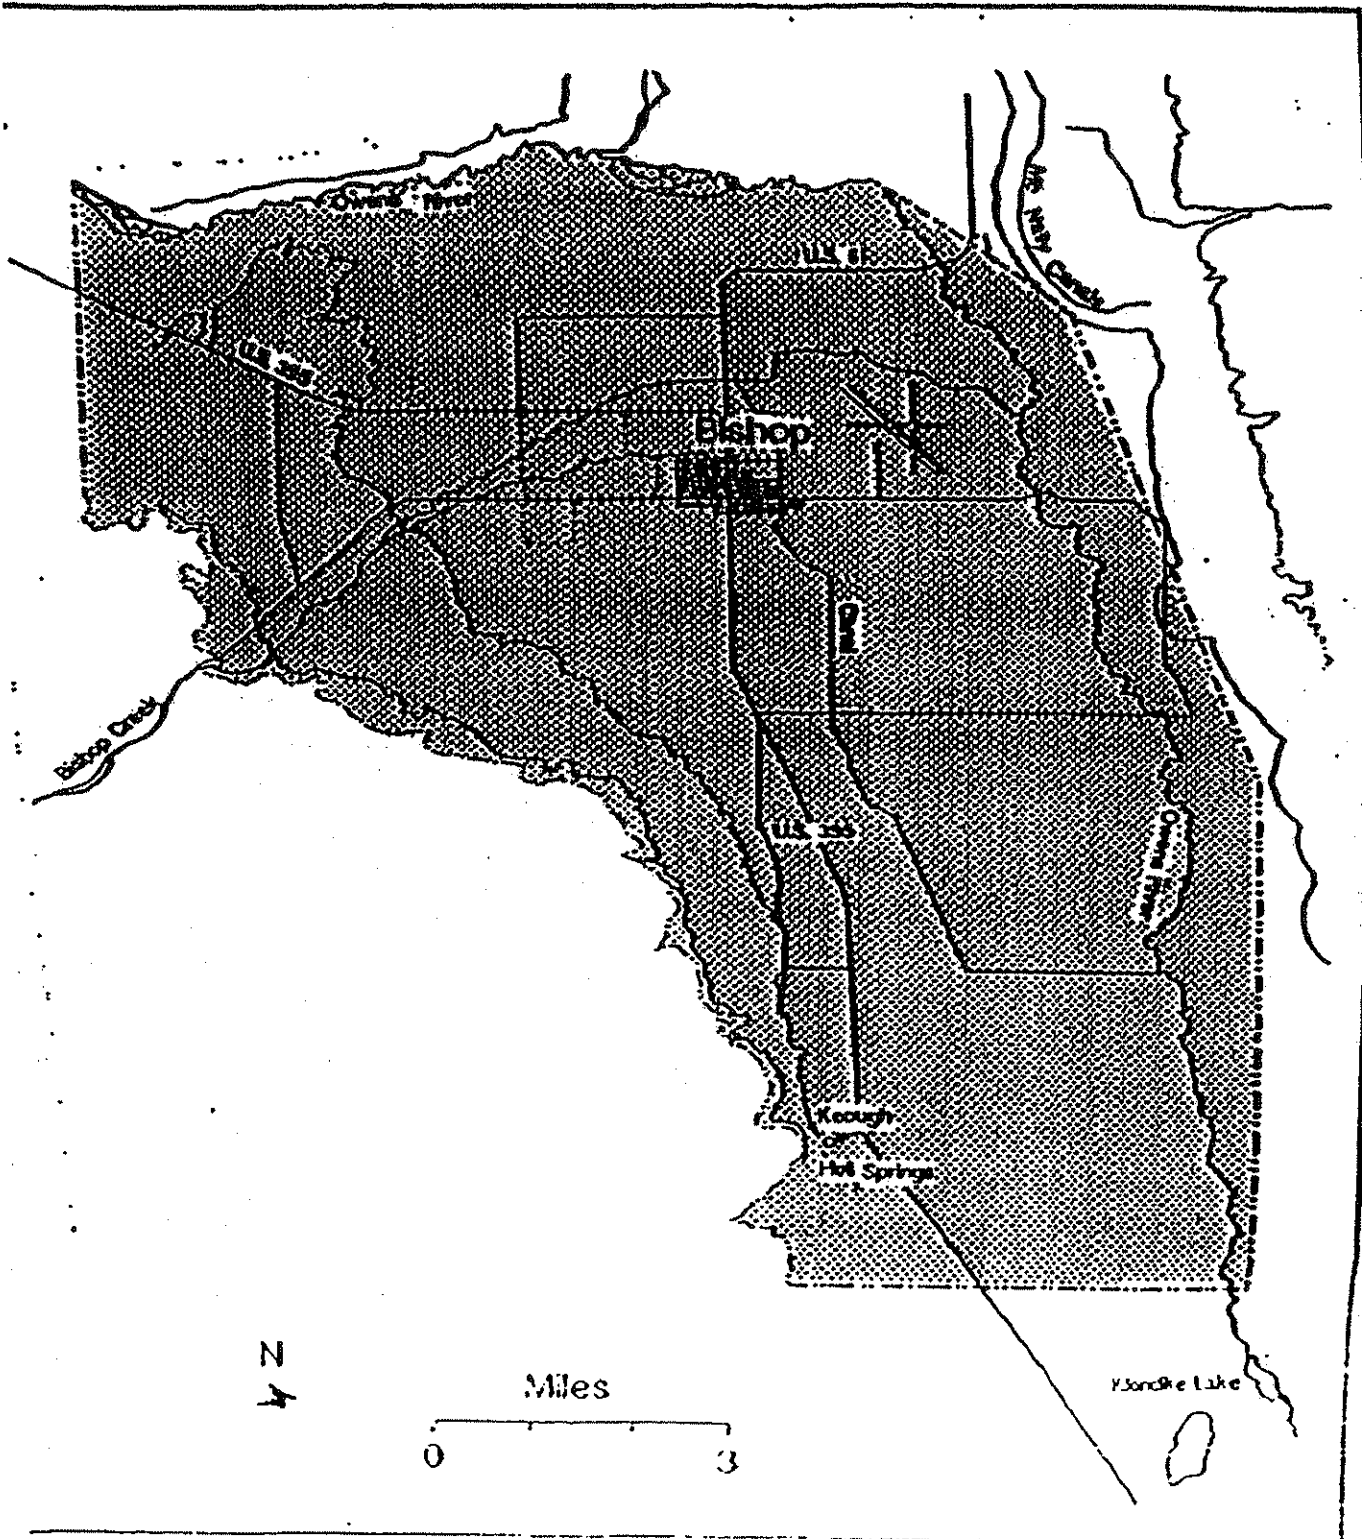 Owens River
U.S. 6
Canals
U.S. 395
Bishop
Canal
Bishop Creek
U.S. 395
Owens River
Keough
Hot Springs
N
Miles
0 3
Klondike Lake